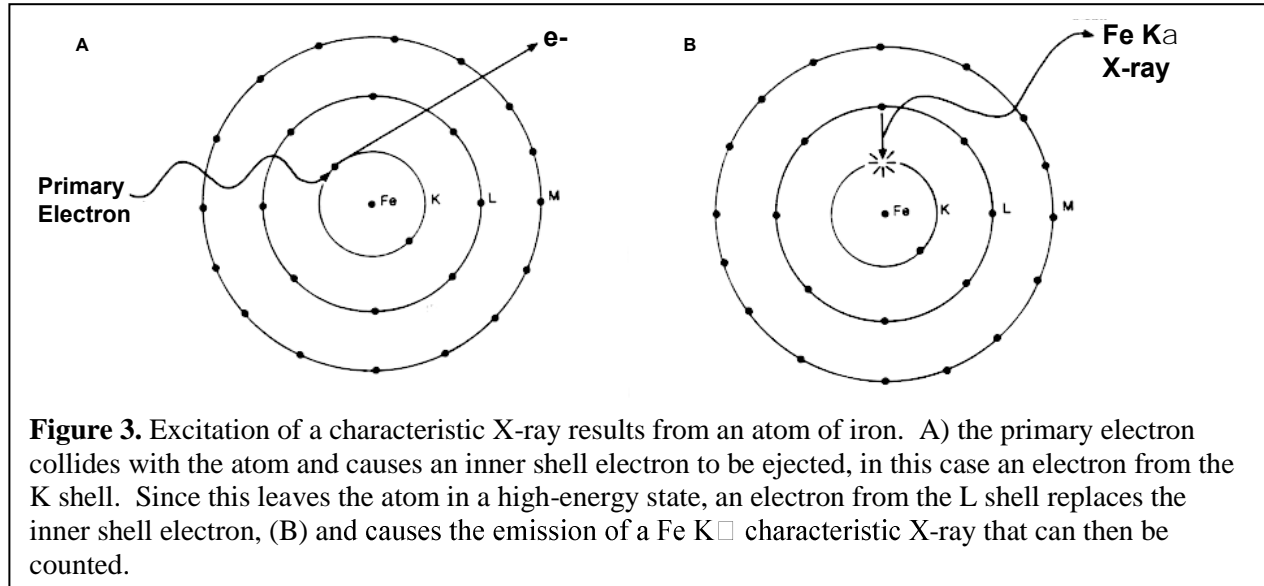 A
e-
Primary
Electron
Fe
K
L
M
B
Fe Ka
X-ray
Fe
K
L
M
Figure 3. Excitation of a characteristic X-ray results from an atom of iron. A) the primary electron
collides with the atom and causes an inner shell electron to be ejected, in this case an electron from the
K shell. Since this leaves the atom in a high-energy state, an electron from the L shell replaces the
inner shell electron, (B) and causes the emission of a Fe K□ characteristic X-ray that can then be
counted.